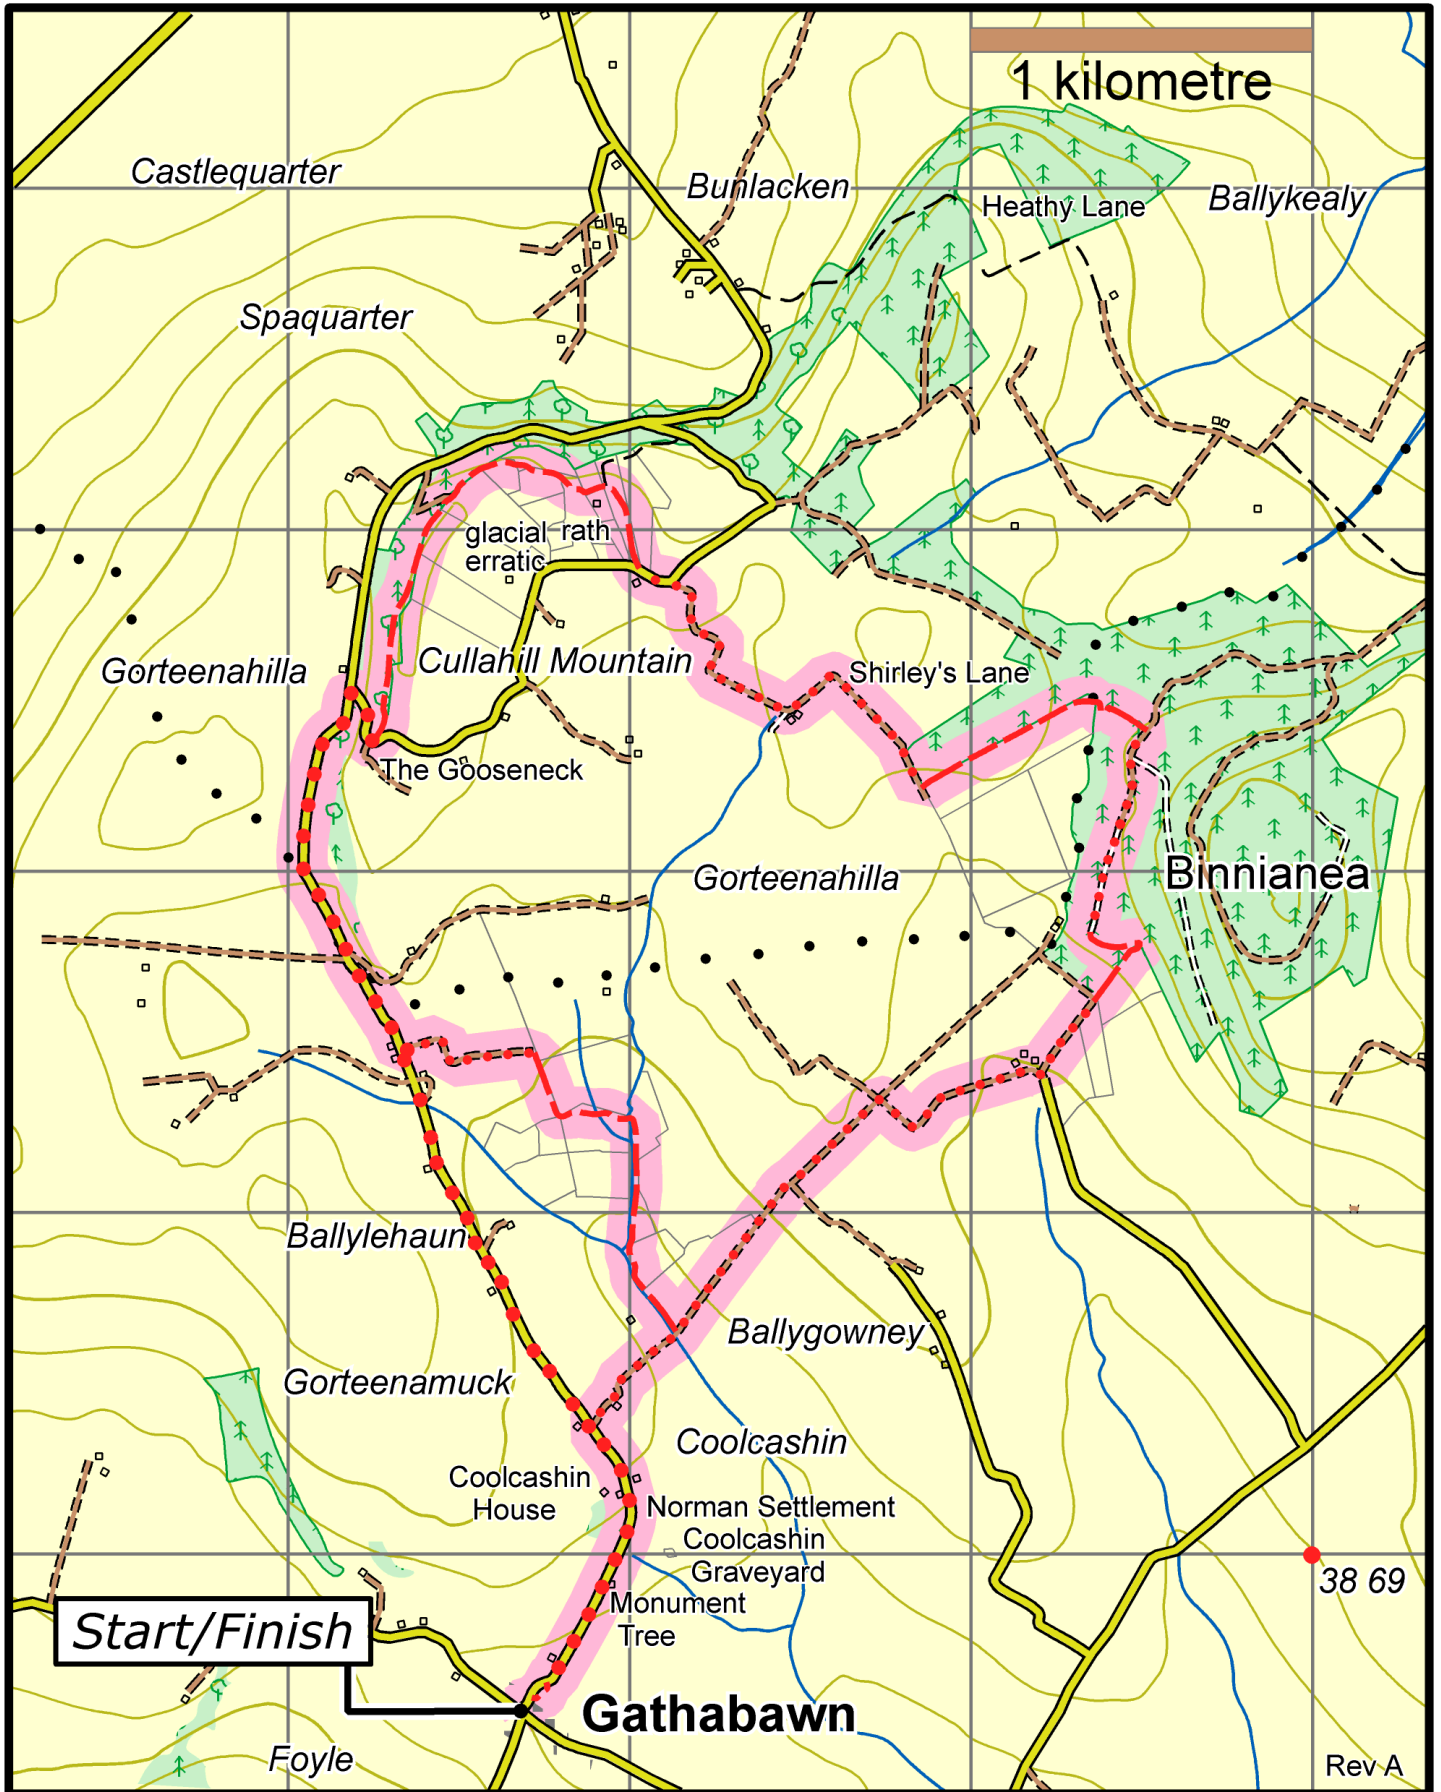 1 kilometre
Castlequarter
Bunlacken
Heathy Lane
Ballykealy
Spaquarter
glacial
erratic
rath
Gorteenahilla
Cullahill Mountain
Shirley's Lane
The Gooseneck
Gorteenahilla
Binnianea
Ballylehaun
Ballygowney
Gorteenamuck
Coolcashin
Coolcashin
House
Norman Settlement
Coolcashin
Graveyard
38 69
Monument
Tree
Start/Finish
Gathabawn
Foyle
Rev A